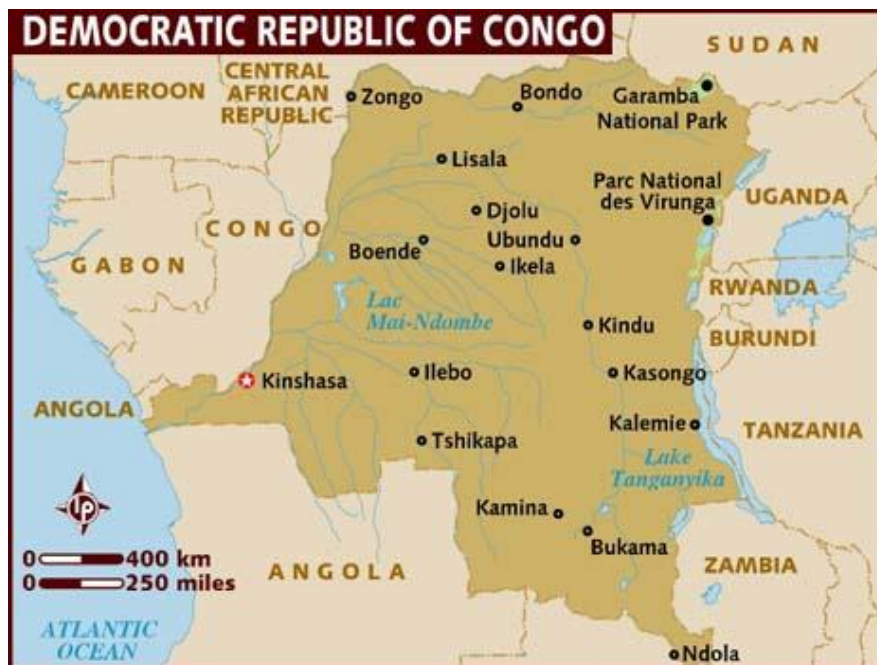 DEMOCRATIC REPUBLIC OF CONGO
SUDAN
CAMEROON
CENTRAL
AFRICAN
REPUBLIC
Zongo
Bondo
Garamba
National Park
Lisala
Parc National
des Virunga
UGANDA
CONGO
Djolu
GABON
Boende
Ubundu
Ikela
RWANDA
Lac
Mai-Ndombe
Kindu
BURUNDI
Kinshasa
Ilebo
Kasongo
ANGOLA
Kalemie
TANZANIA
Tshikapa
Lake
Tanganyika
Kamina
lp
Bukama
0 400 km
0 250 miles
ANGOLA
ZAMBIA
ATLANTIC
OCEAN
Ndola